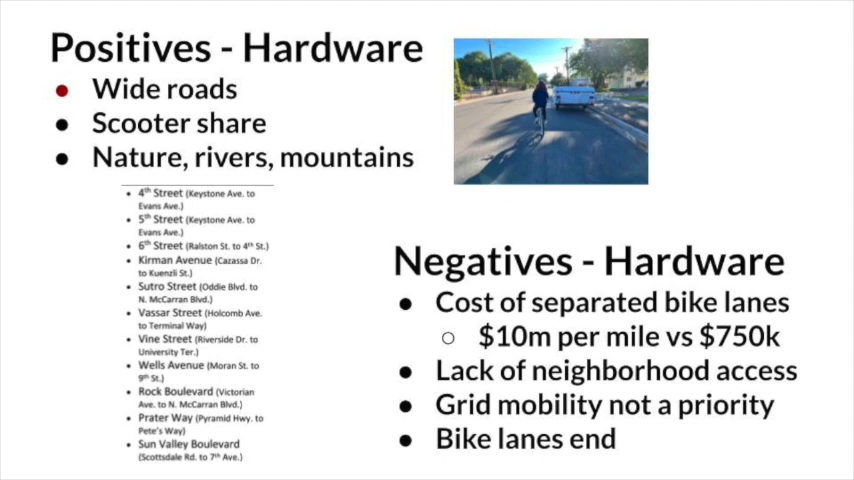 Positives - Hardware
● Wide roads
● Scooter share
● Nature, rivers, mountains
• 4th Street (Keystone Ave. to
Evans Ave.)
• 5th Street (Keystone Ave. to
Evans Ave.)
• 6th Street (Ralston St. to 4th St.)
• Kirman Avenue (Cazassa Dr.
to Kuenzli St.)
• Sutro Street (Oddie Blvd. to
N. McCarran Blvd.)
• Vassar Street (Holcomb Ave.
to Terminal Way)
• Vine Street (Riverside Dr. to
University Ter.)
• Wells Avenue (Moran St. to
9th St.)
• Rock Boulevard (Victorian
Ave. to N. McCarran Blvd.)
• Prater Way (Pyramid Hwy. to
Pete's Way)
• Sun Valley Boulevard
(Scottsdale Rd. to 7th Ave.)
Negatives - Hardware
● Cost of separated bike lanes
○ $10m per mile vs $750k
● Lack of neighborhood access
● Grid mobility not a priority
● Bike lanes end